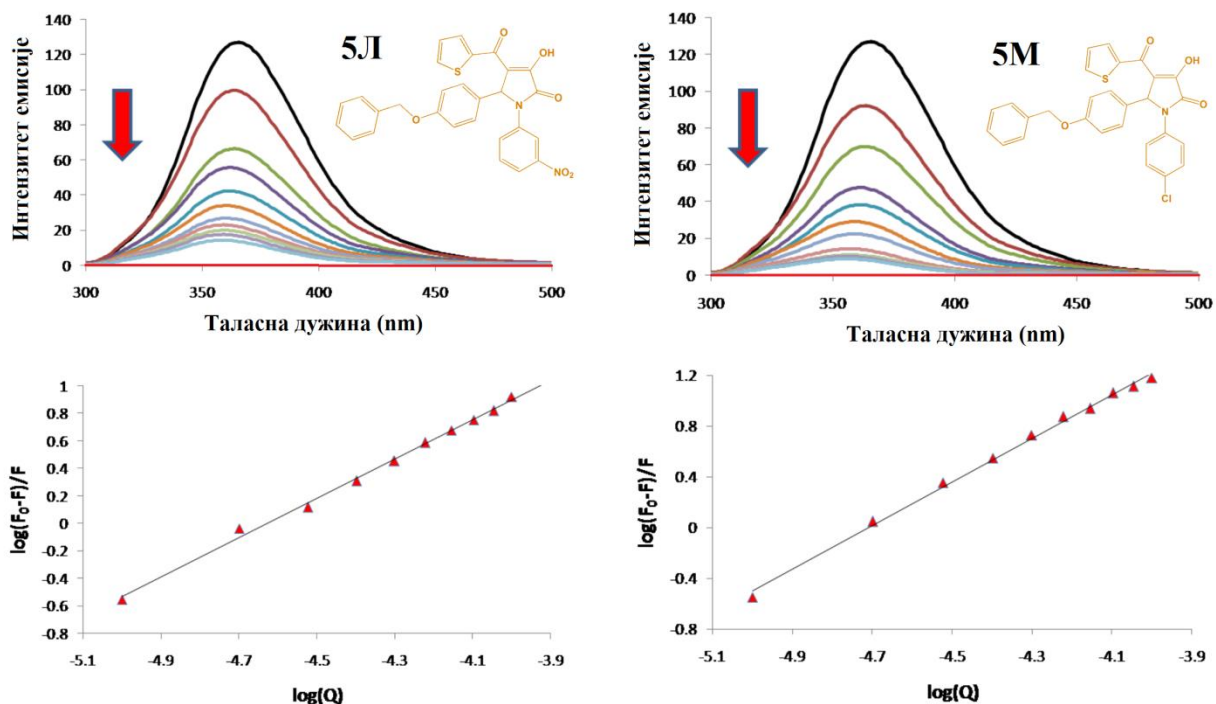 140
120
100
80
60
40
20
0
300
350
400
450
500
Интензитет емисије
Таласна дужина (nm)
5Л
O
OH
S
N
O
O
NO₂
140
120
100
80
60
40
20
0
300
350
400
450
500
Интензитет емисије
Таласна дужина (nm)
5М
O
OH
S
N
O
O
Cl
1
0.8
0.6
0.4
0.2
0
-0.2
-0.4
-0.6
-0.8
-5.1
-4.9
-4.7
-4.5
-4.3
-4.1
-3.9
log(F₀-F)/F
log(Q)
1.2
0.8
0.4
0
-0.4
-0.8
-5.1
-4.9
-4.7
-4.5
-4.3
-4.1
-3.9
log(F₀-F)/F
log(Q)